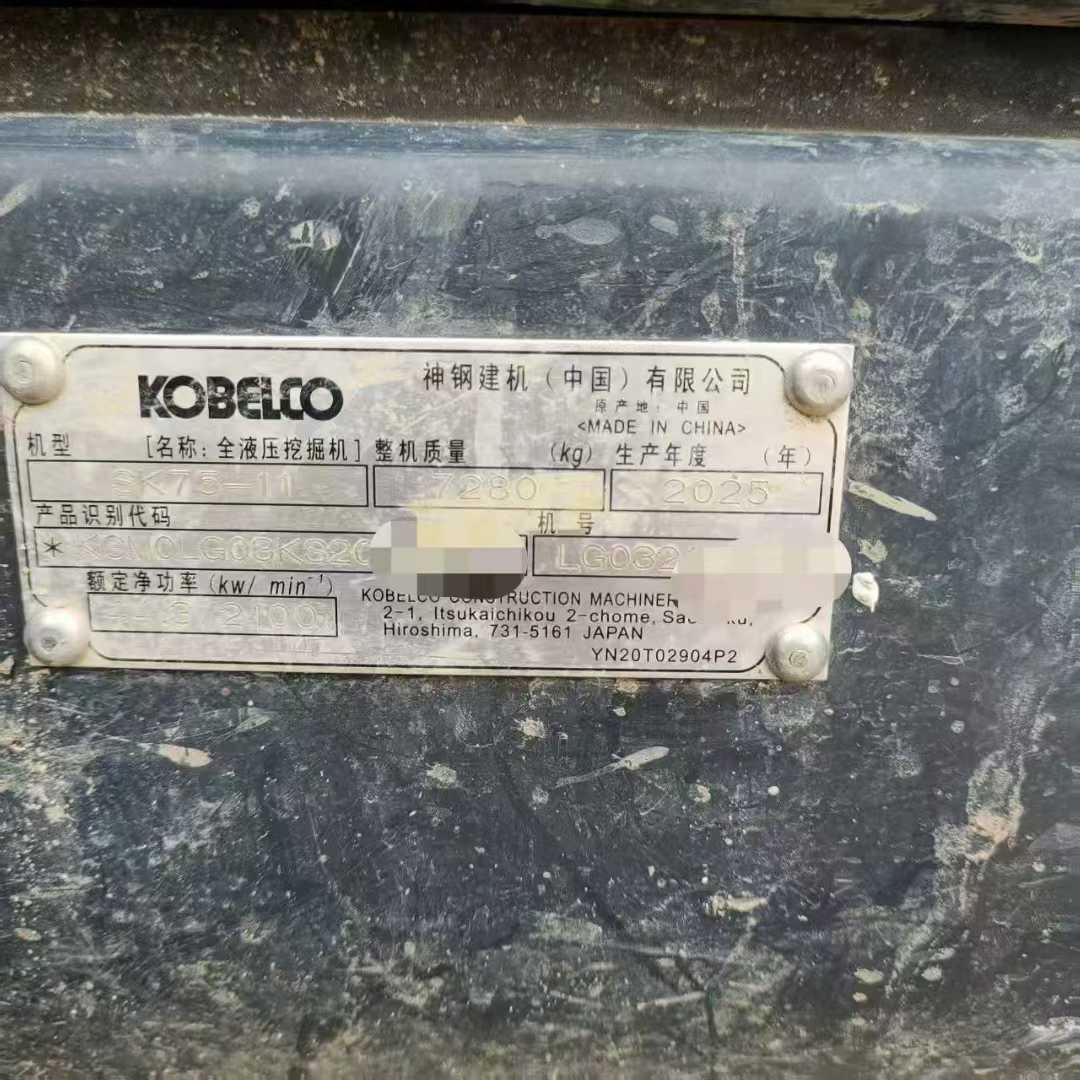 KOBELCO
神钢建机(中国)有限公司
原产地:中国
<MADE IN CHINA>
机型 [名称:全液压挖掘机] 整机质量 (kg) 生产年度 (年)
SK75-11 7280 2025
产品识别代码 机 号
LG032
额定净功率 (kw/ min⁻¹)
2100
KOBELCO CONSTRUCTION
2-1, Itsukaichikou 2-chome,
Hiroshima, 731-5161 JAPAN
YN20T02904P2